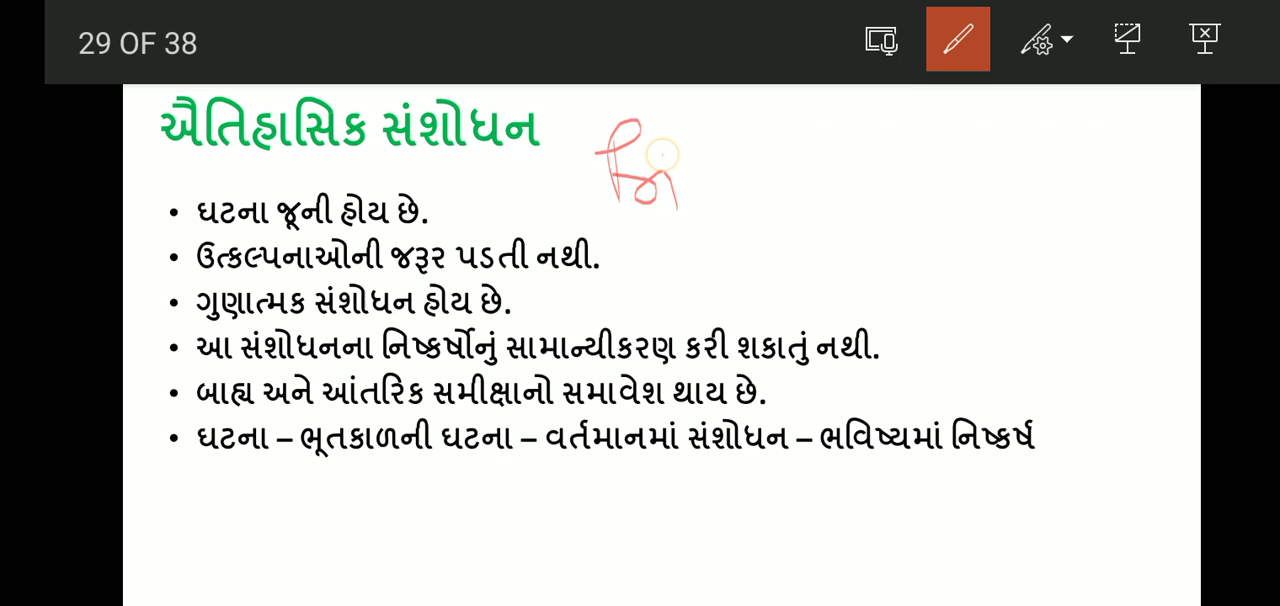 29 OF 38
ઐતિહાસિક સંશોધન
• ઘટના જૂની હોય છે.
• ઉત્કલ્પનાઓની જરૂર પડતી નથી.
• ગુણાત્મક સંશોધન હોય છે.
• આ સંશોધનના નિષ્કર્ષોનું સામાન્યીકરણ કરી શકાતું નથી.
• બાહ્ય અને આંતરિક સમીક્ષાનો સમાવેશ થાય છે.
• ઘટના – ભૂતકાળની ઘટના – વર્તમાનમાં સંશોધન – ભવિષ્યમાં નિષ્કર્ષ